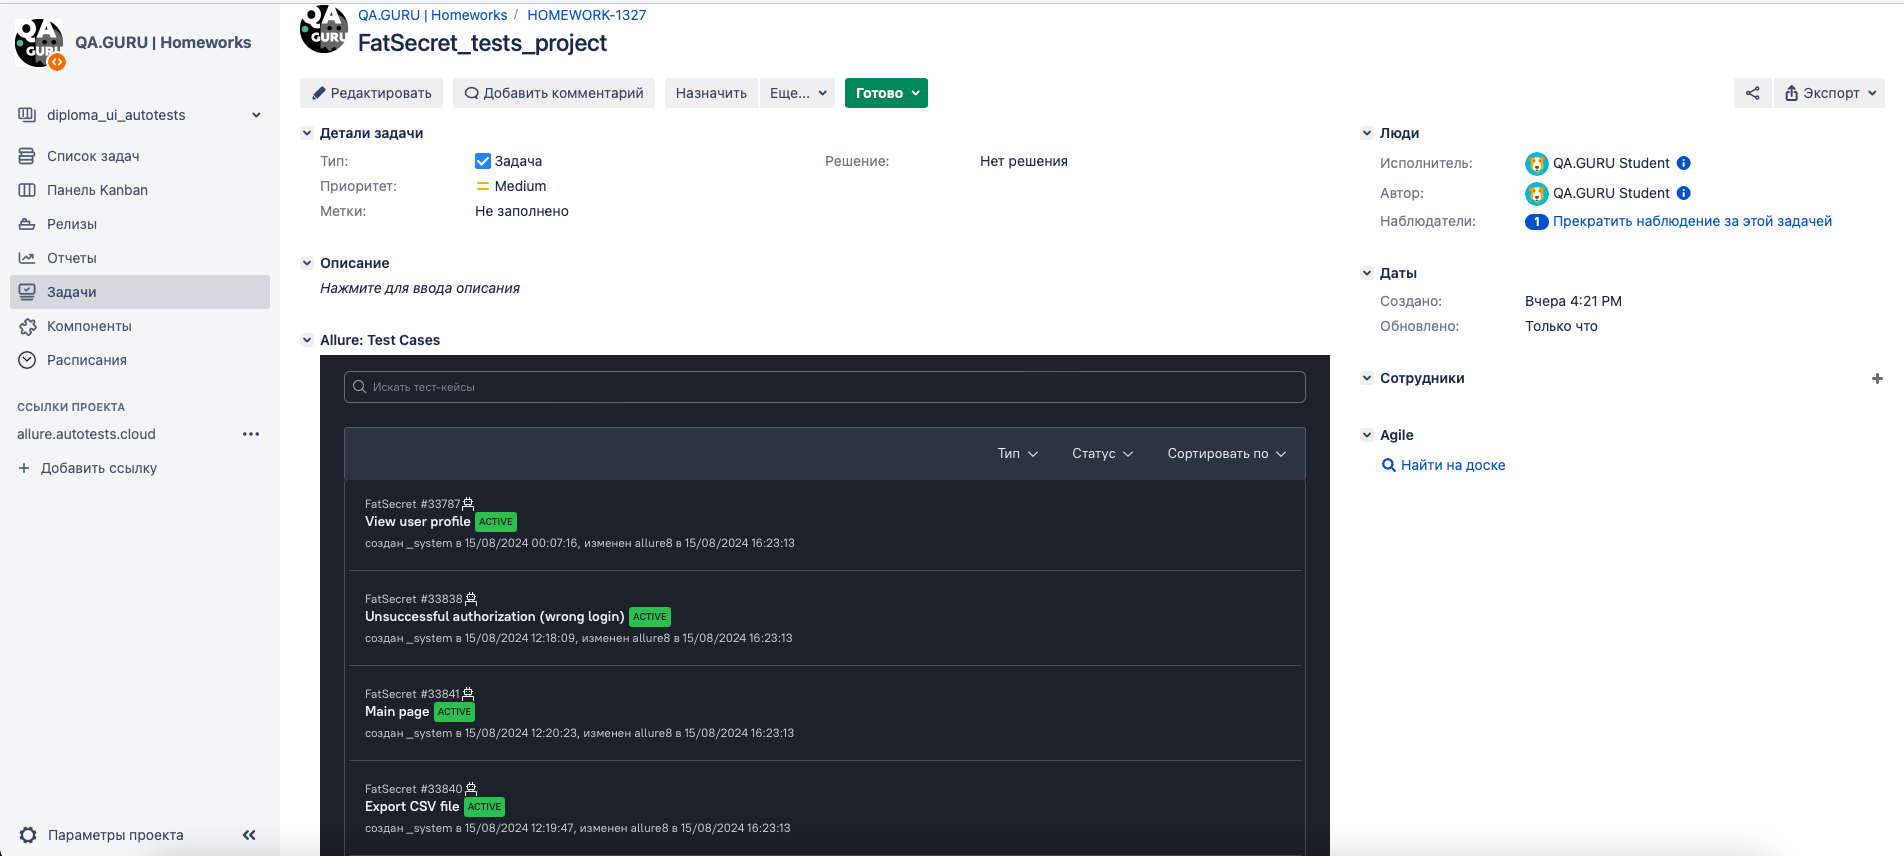 QA.GURU | Homeworks
diploma_ui_autotests
Список задач
Панель Kanban
Релизы
Отчеты
Задачи
Компоненты
Расписания
ССЫЛКИ ПРОЕКТА
allure.autotests.cloud
Добавить ссылку
Параметры проекта
QA GURU
QA.GURU | Homeworks / HOMEWORK-1327
FatSecret_tests_project
Редактировать Добавить комментарий Назначить Еще... Готово Экспорт
Детали задачи
Тип: Задача Решение: Нет решения
Приоритет: Medium
Метки: Не заполнено
Описание
Нажмите для ввода описания
Allure: Test Cases
Искать тест-кейсы
Тип Статус Сортировать по
FatSecret #33787
View user profile ACTIVE
создан _system в 15/08/2024 00:07:16, изменен allure8 в 15/08/2024 16:23:13
FatSecret #33838
Unsuccessful authorization (wrong login) ACTIVE
создан _system в 15/08/2024 12:18:09, изменен allure8 в 15/08/2024 16:23:13
FatSecret #33841
Main page ACTIVE
создан _system в 15/08/2024 12:20:23, изменен allure8 в 15/08/2024 16:23:13
FatSecret #33840
Export CSV file ACTIVE
создан _system в 15/08/2024 12:19:47, изменен allure8 в 15/08/2024 16:23:13
Люди
Исполнитель: QA.GURU Student
Автор: QA.GURU Student
Наблюдатели: 1 Прекратить наблюдение за этой задачей
Даты
Создано: Вчера 4:21 PM
Обновлено: Только что
Сотрудники
Agile
Найти на доске